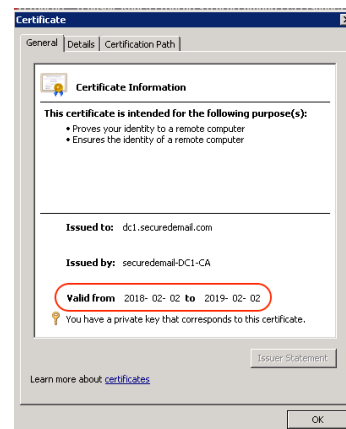 Certificate
General Details Certification Path
Certificate Information
This certificate is intended for the following purpose(s):
• Proves your identity to a remote computer
• Ensures the identity of a remote computer
Issued to: dc1.securedemail.com
Issued by: securedemail-DC1-CA
Valid from 2018- 02- 02 to 2019- 02- 02
You have a private key that corresponds to this certificate.
Issuer Statement
Learn more about certificates
OK